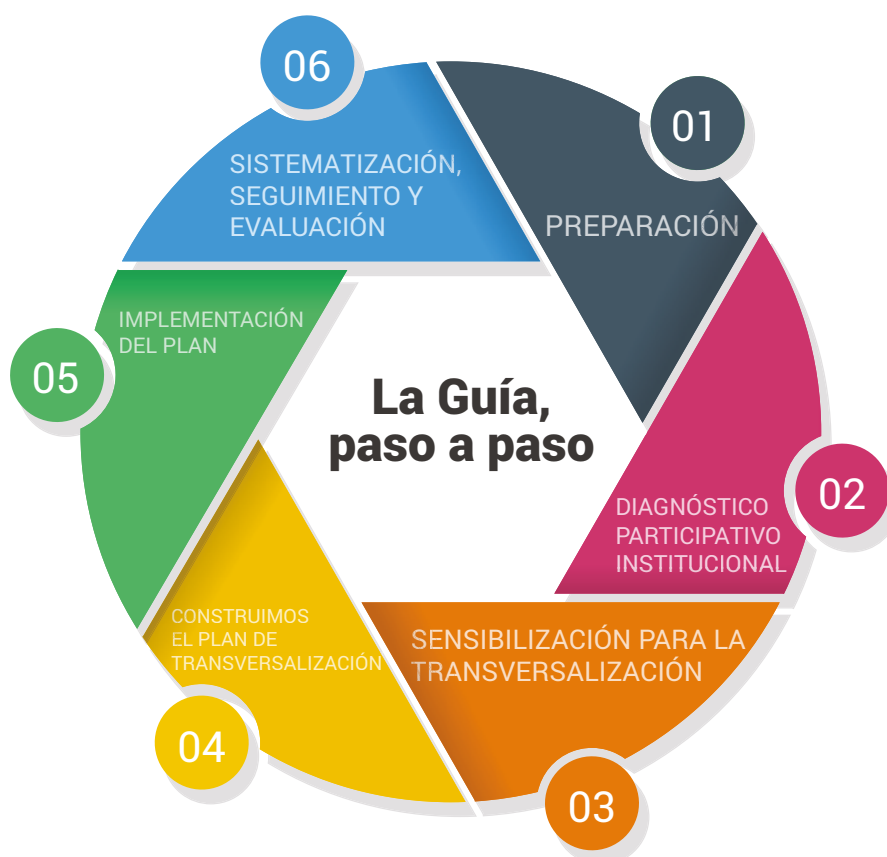 La Guía,
paso a paso
01
PREPARACIÓN
02
DIAGNÓSTICO
PARTICIPATIVO
INSTITUCIONAL
03
SENSIBILIZACIÓN PARA LA
TRANSVERSALIZACIÓN
04
CONSTRUIMOS
EL PLAN DE
TRANSVERSALIZACIÓN
05
IMPLEMENTACIÓN
DEL PLAN
06
SISTEMATIZACIÓN,
SEGUIMIENTO Y
EVALUACIÓN